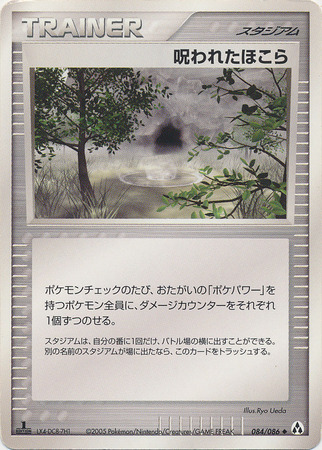 TRAINER
スタジアム
呪われたほこら
ポケモンチェックのたび、おたがいの「ポケパワー」を
持つポケモン全員に、ダメージカウンターをそれぞれ
1個ずつのせる。
スタジアムは、自分の番に1回だけ、バトル場の横に出すことができる。
別の名前のスタジアムが場に出たなら、このカードをトラッシュする。
Illus.Ryo Ueda
1 EDITION
LY4-DCR-7H1
©2005 Pokémon/Nintendo/Creatures/GAME FREAK
084/086